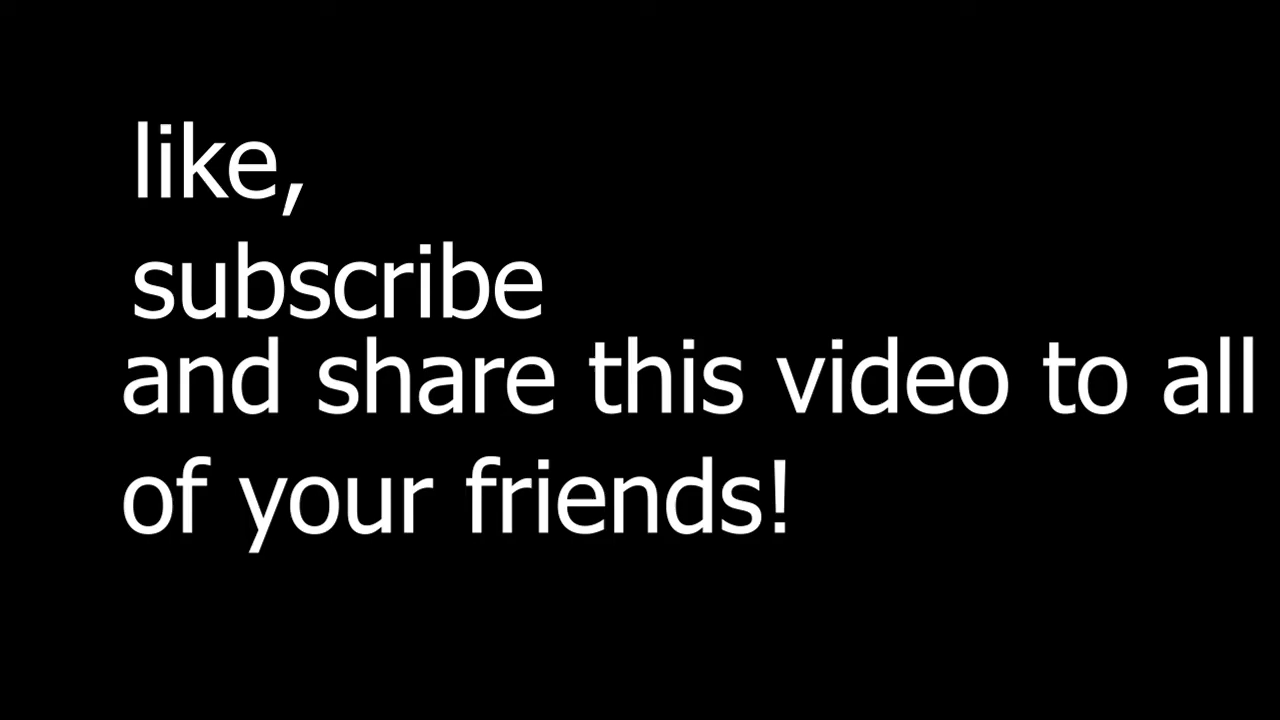 like,
subscribe
and share this video to all
of your friends!